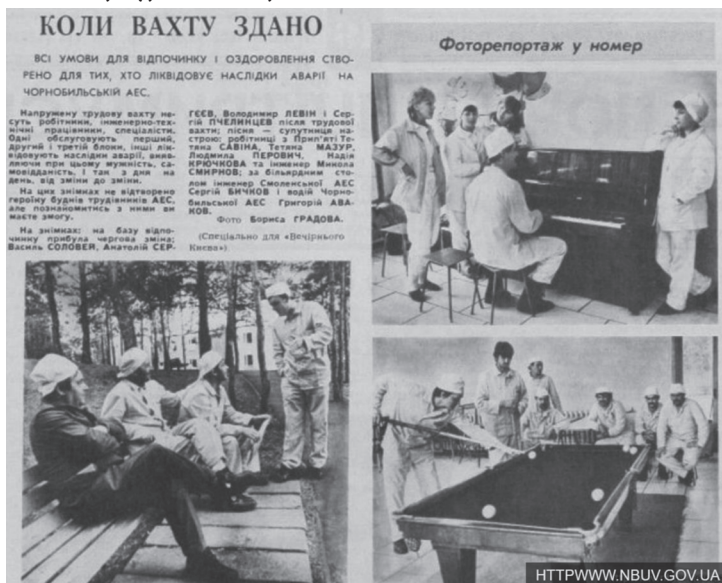 КОЛИ ВАХТУ ЗДАНО
ВСІ УМОВИ ДЛЯ ВІДПОЧИНКУ І ОЗДОРОВЛЕННЯ СТВО-
РЕНО ДЛЯ ТИХ, ХТО ЛІКВІДОВУЄ НАСЛІДКИ АВАРІЇ НА
ЧОРНОБИЛЬСЬКІЙ АЕС.
Напружену трудову вахту не-
суть робітники, інженерно-тех-
нічні працівники, спеціалісти.
Одні обслуговують перший,
другий і третій блоки, інші лік-
відовують наслідки аварії, вияв-
ляючи при цьому мужність, са-
мовідданість. І так з дня на
день, від зміни до зміни.
На цих знімках не відтворено
героїку буднів трудівників АЕС,
але познайомитись з ними ви
маєте змогу.
На знімках: на базу відпо-
чинку прибула чергова зміна;
Василь СОЛОВЕЙ, Анатолій СЕР-
ГЄЄВ, Володимир ЛЕВІН і Сер-
гій ПЧЕЛИНЦЕВ після трудової
вахти; пісня — супутниця на-
строю: робітниці з Прип'яті Те-
тяна САВІНА, Тетяна МАЗУР,
Людмила ПЕРОВИЧ, Надія
КРЮЧКОВА та інженер Микола
СМИРНОВ; за більярдним сто-
лом інженер Смоленської АЕС
Сергій БИЧКОВ і водій Чорно-
бильської АЕС Григорій АВА-
КОВ.
Фото Бориса ГРАДОВА.
(Спеціально для «Вечірнього
Києва»)
Фоторепортаж у номер
HTTPWWW.NBUV.GOV.UA